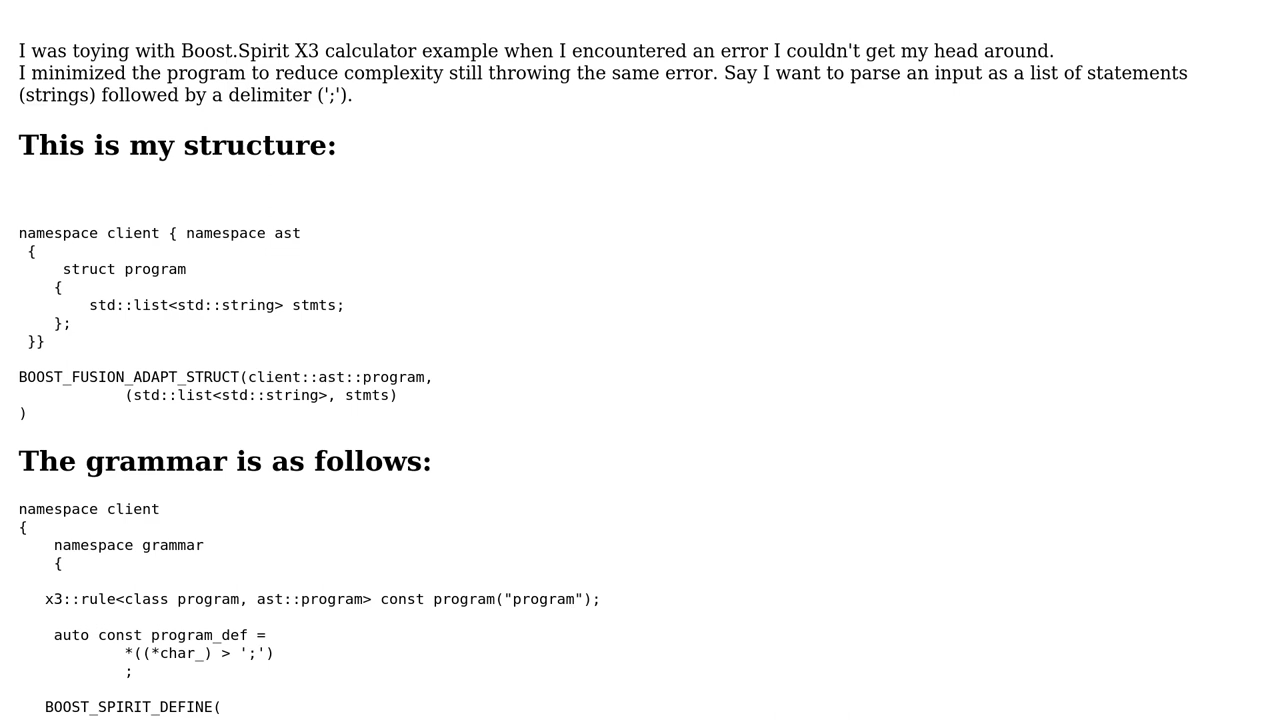 I was toying with Boost.Spirit X3 calculator example when I encountered an error I couldn't get my head around.
I minimized the program to reduce complexity still throwing the same error. Say I want to parse an input as a list of statements
(strings) followed by a delimiter (';').
This is my structure:
namespace client { namespace ast
 {
     struct program
    {
        std::list<std::string> stmts;
    };
 }}
BOOST_FUSION_ADAPT_STRUCT(client::ast::program,
            (std::list<std::string>, stmts)
)
The grammar is as follows:
namespace client
{
    namespace grammar
    {
   x3::rule<class program, ast::program> const program("program");
    auto const program_def =
            *((*char_) > ';')
            ;
   BOOST_SPIRIT_DEFINE(